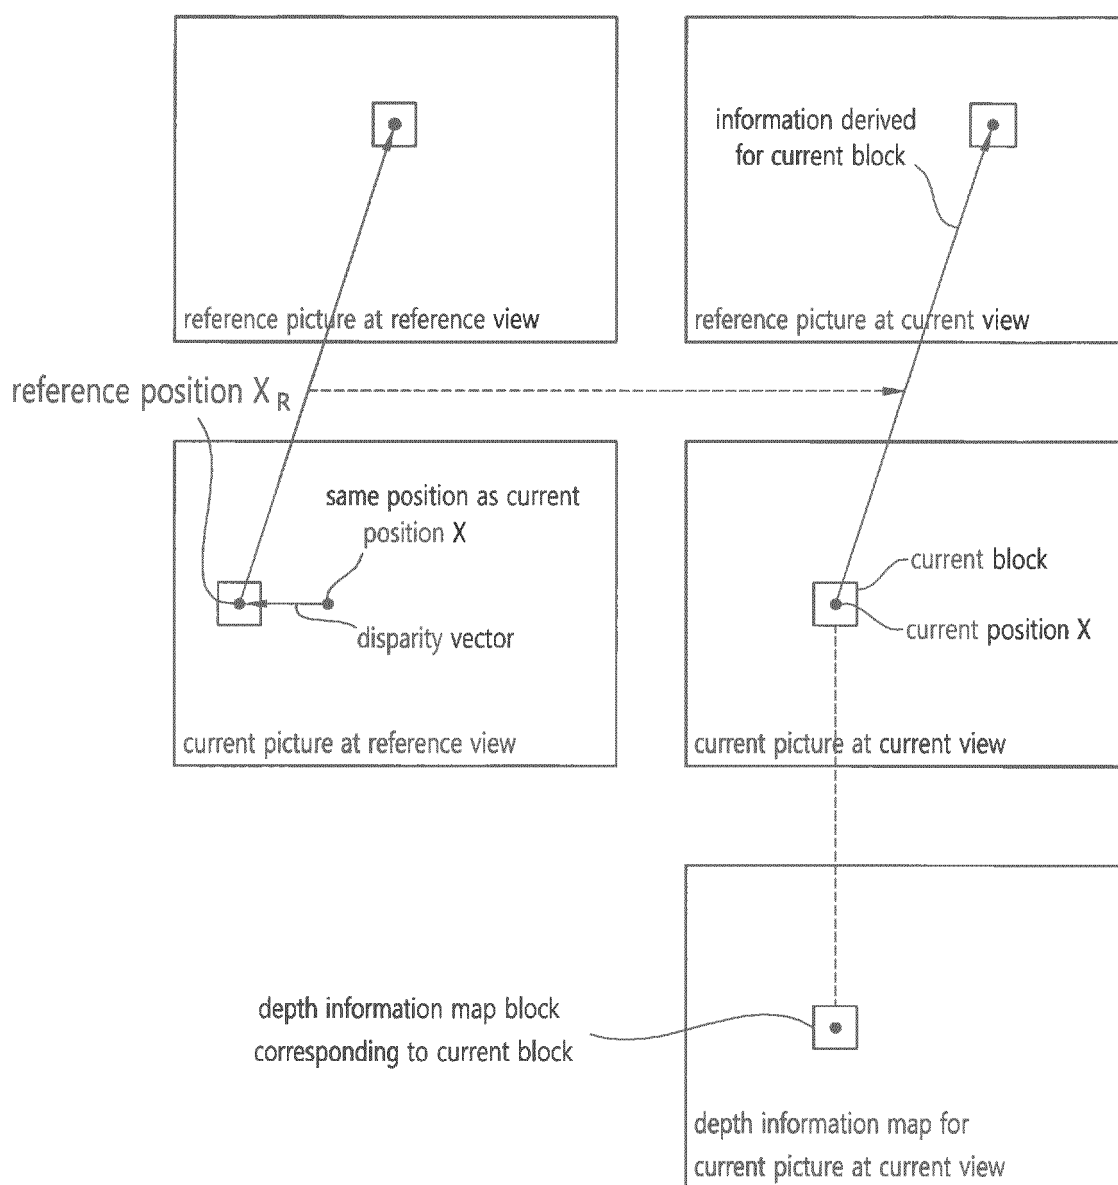 information derived
for current block
reference picture at reference view
reference picture at current view
reference position X R
same position as current
position X
disparity vector
current block
current position X
current picture at reference view
current picture at current view
depth information map block
corresponding to current block
depth information map for
current picture at current view